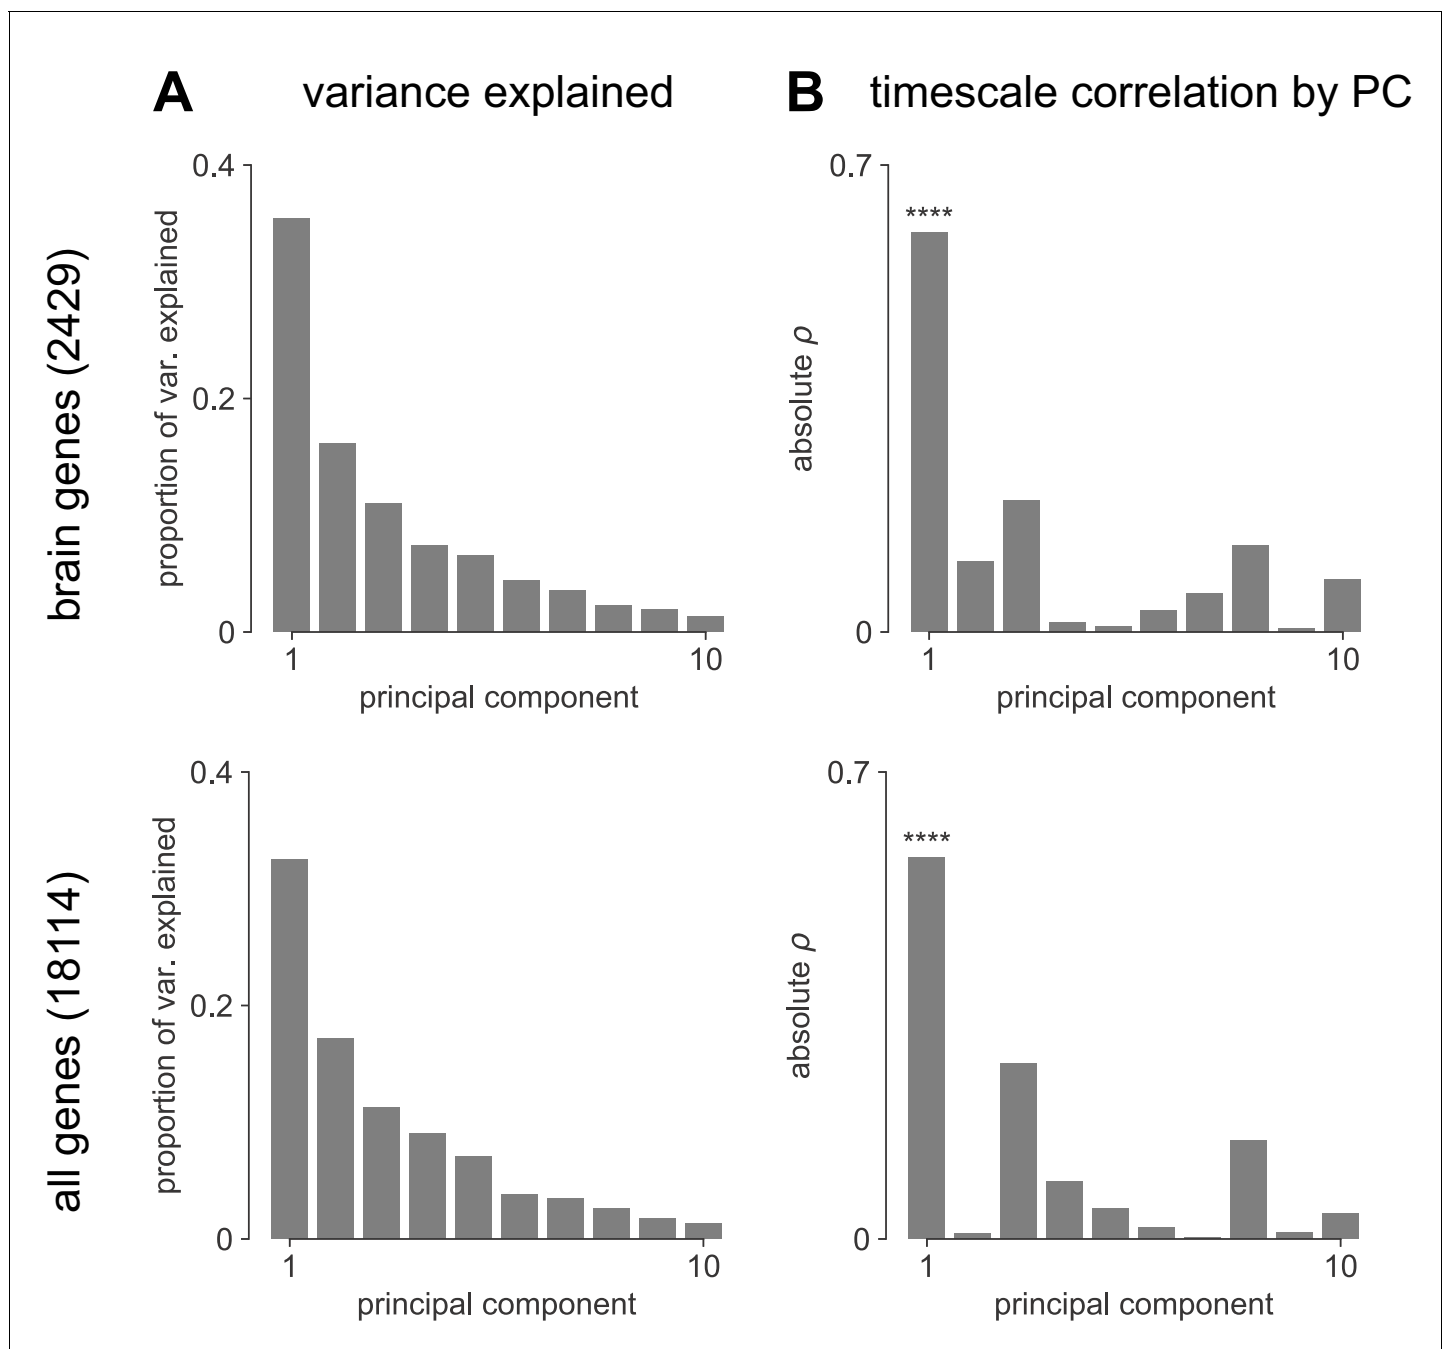 A variance explained
B timescale correlation by PC
brain genes (2429)
proportion of var. explained
0.4
0.2
0
1
10
principal component
absolute ρ
0.7
0
****
1
10
principal component
all genes (18114)
proportion of var. explained
0.4
0.2
0
1
10
principal component
absolute ρ
0.7
0
****
1
10
principal component